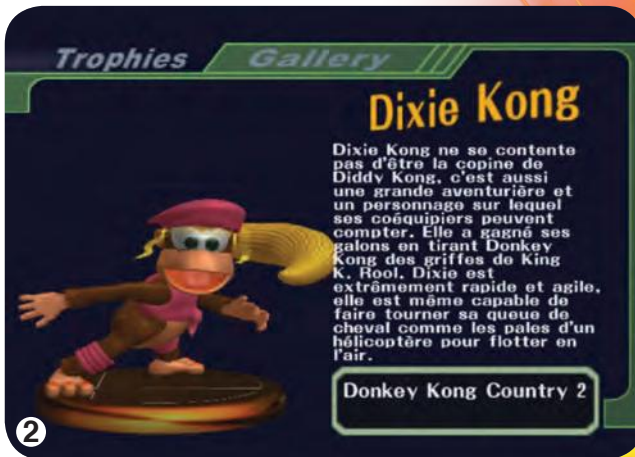 Trophies Gallery
Dixie Kong
Dixie Kong ne se contente
pas d'être la copine de
Diddy Kong, c'est aussi
une grande aventurière et
un personnage sur lequel
ses coéquipiers peuvent
compter. Elle a gagné ses
galons en tirant Donkey
Kong des griffes de King
K. Rool. Dixie est
extrêmement rapide et agile,
elle est même capable de
faire tourner sa queue de
cheval comme les pales d'un
hélicoptère pour flotter en
l'air.
Donkey Kong Country 2
2